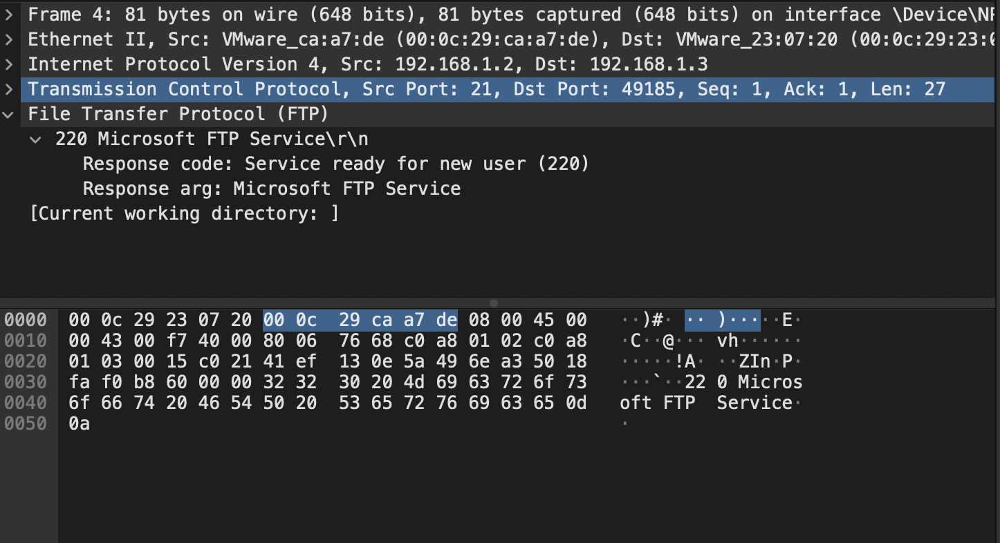 Frame 4: 81 bytes on wire (648 bits), 81 bytes captured (648 bits) on interface \Device\NF
Ethernet II, Src: VMware_ca:a7:de (00:0c:29:ca:a7:de), Dst: VMware_23:07:20 (00:0c:29:23:0
Internet Protocol Version 4, Src: 192.168.1.2, Dst: 192.168.1.3
Transmission Control Protocol, Src Port: 21, Dst Port: 49185, Seq: 1, Ack: 1, Len: 27
File Transfer Protocol (FTP)
220 Microsoft FTP Service\r\n
Response code: Service ready for new user (220)
Response arg: Microsoft FTP Service
[Current working directory: ]
0000 00 0c 29 23 07 20 00 0c 29 ca a7 de 08 00 45 00 ··)#· ·· )·····E·
0010 00 43 00 f7 40 00 80 06 76 68 c0 a8 01 02 c0 a8 ·C··@··· vh······
0020 01 03 00 15 c0 21 41 ef 13 0e 5a 49 6e a3 50 18 ·····!A· ··ZIn·P·
0030 fa f0 b8 60 00 00 32 32 30 20 4d 69 63 72 6f 73 ···`··22 0 Micros
0040 6f 66 74 20 46 54 50 20 53 65 72 76 69 63 65 0d oft FTP Service·
0050 0a ·